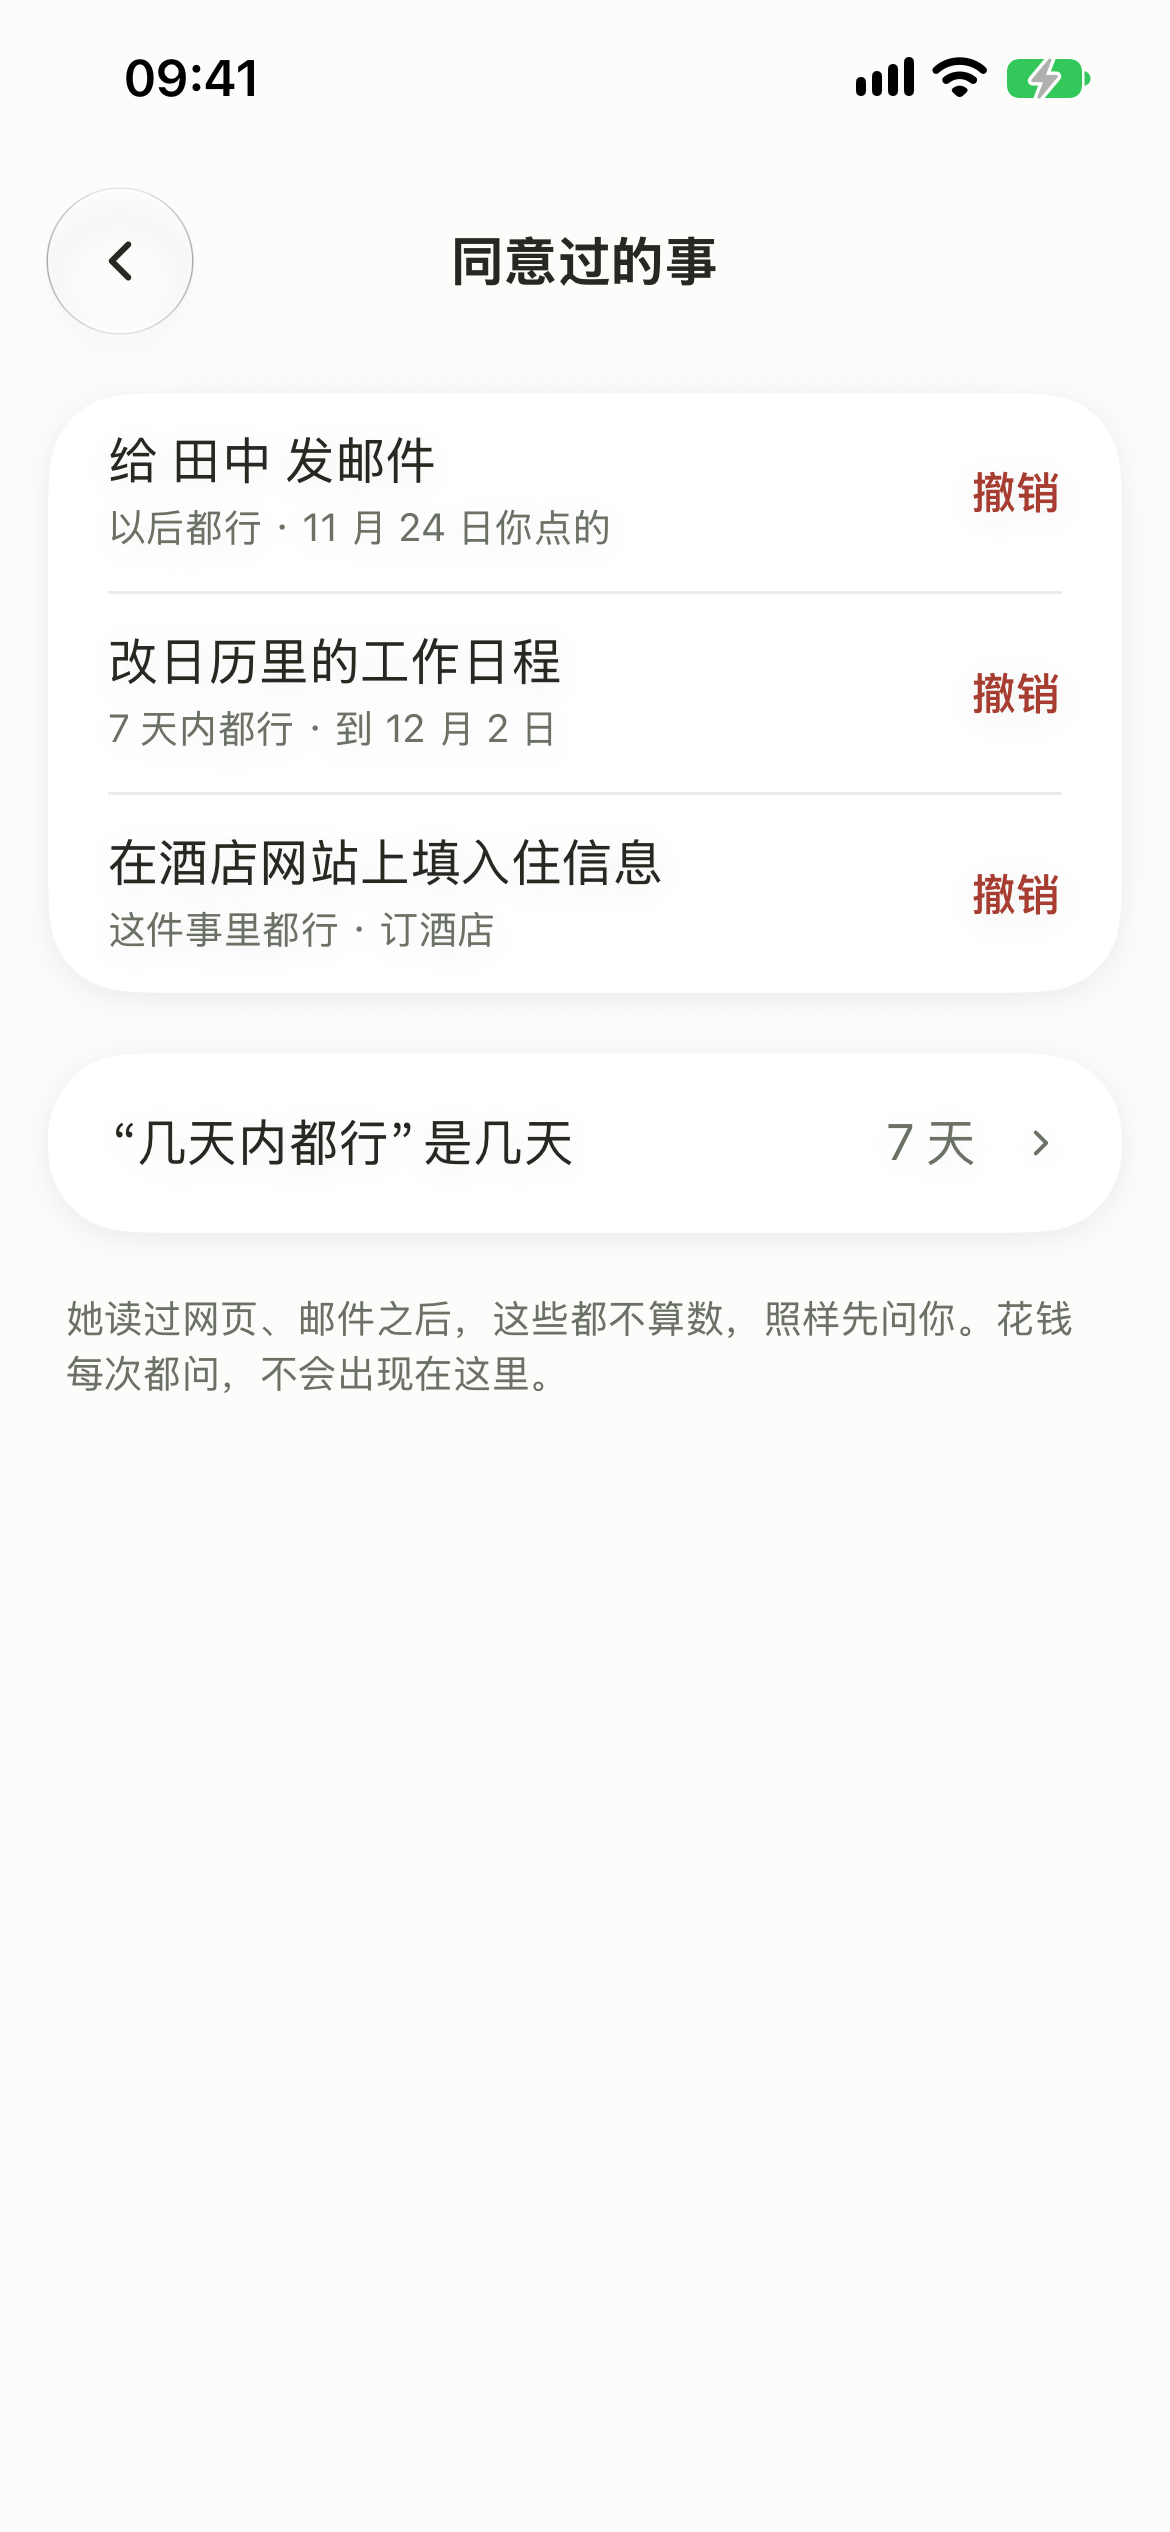 09:41
同意过的事
给 田中 发邮件
以后都行 · 11 月 24 日你点的
撤销
改日历里的工作日程
7 天内都行 · 到 12 月 2 日
撤销
在酒店网站上填入住信息
这件事里都行 · 订酒店
撤销
“几天内都行” 是几天
7 天
她读过网页、邮件之后，这些都不算数，照样先问你。花钱
每次都问，不会出现在这里。